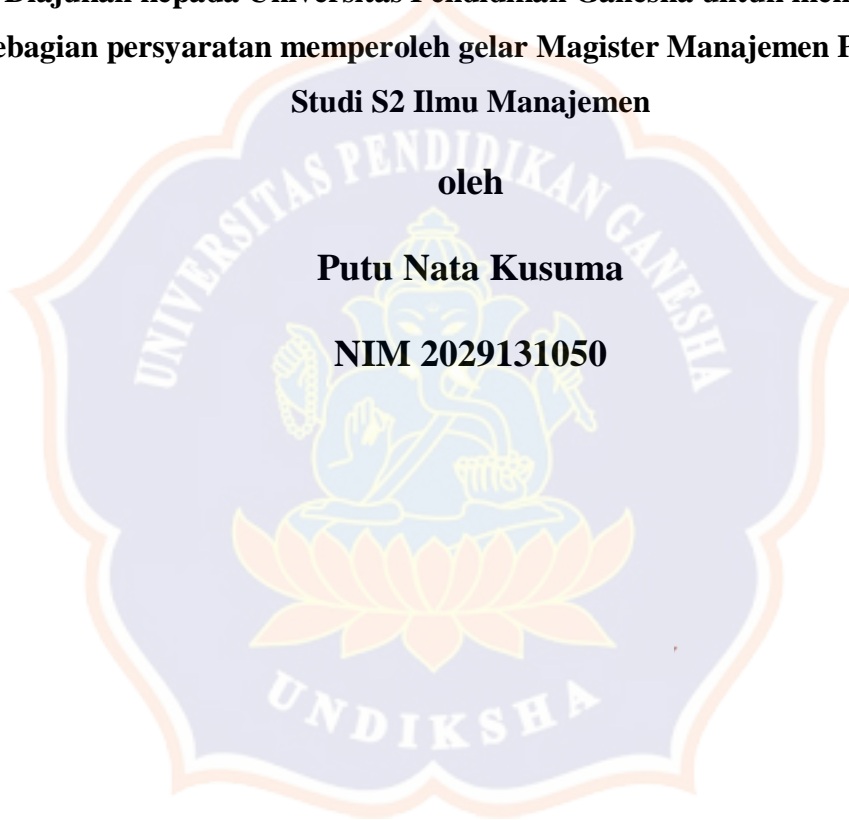 Diajukan kepada Universitas Pendidikan Ganesha untuk
ebagian persyaratan memperoleh gelar Magister Manajemen
Studi S2 Ilmu Manajemen
oleh
Putu Nata Kusuma
NIM 2029131050
UNIVERSITAS PENDIDIKAN GANESHA
UNDIKSHA